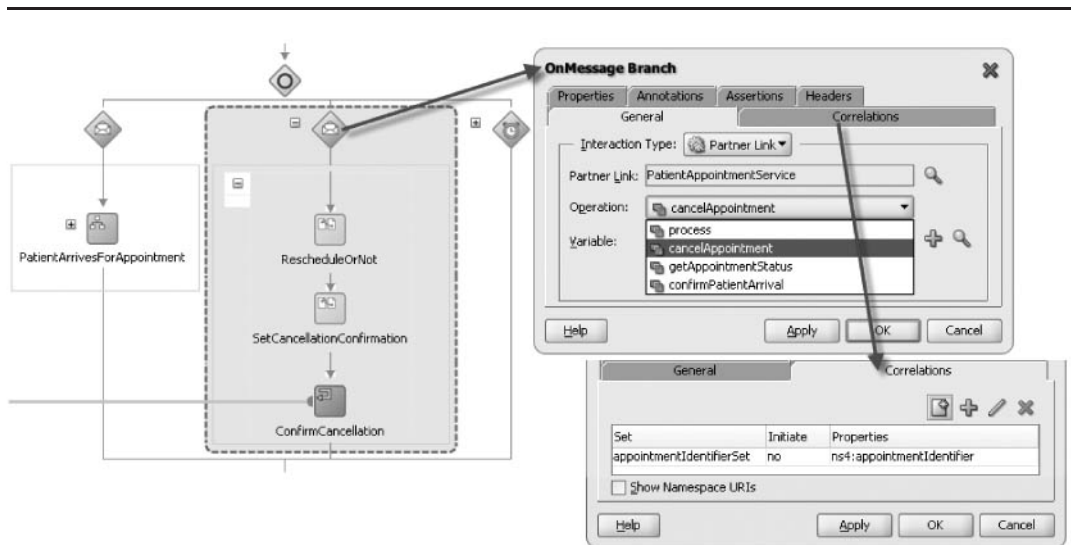 PatientArrivesForAppointment
RescheduleOrNot
SetCancellationConfirmation
ConfirmCancellation
OnMessage Branch
Properties Annotations Assertions Headers
General Correlations
Interaction Type: Partner Link
Partner Link: PatientAppointmentService
Operation: cancelAppointment
Variable: process
cancelAppointment
getAppointmentStatus
confirmPatientArrival
Help Apply OK Cancel
General Correlations
Set Initiate Properties
appointmentIdentifierSet no ns4:appointmentIdentifier
Show Namespace URIs
Help Apply OK Cancel